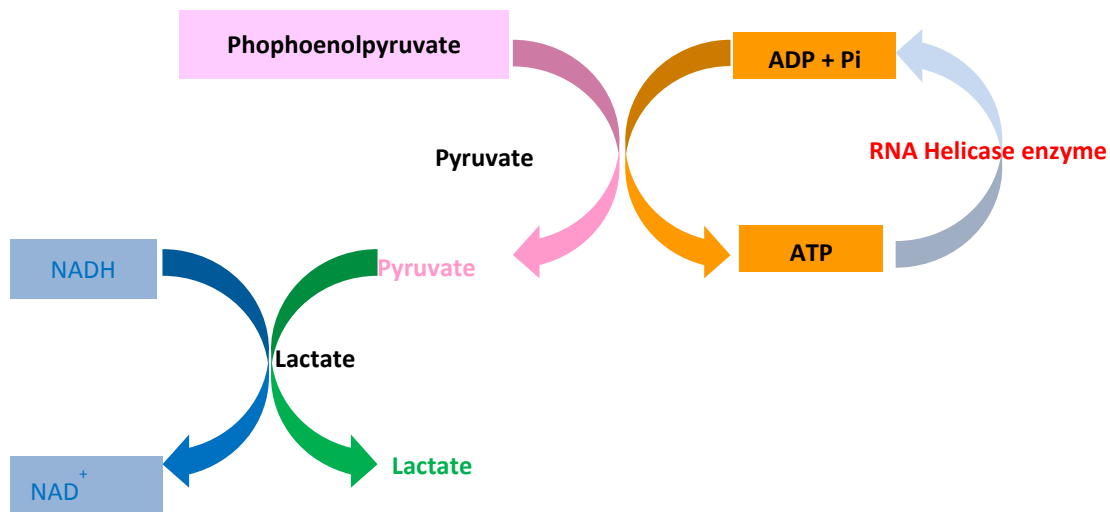 Phophoenolpyruvate
ADP + Pi
Pyruvate
RNA Helicase enzyme
NADH
Pyruvate
ATP
Lactate
Lactate
NAD+